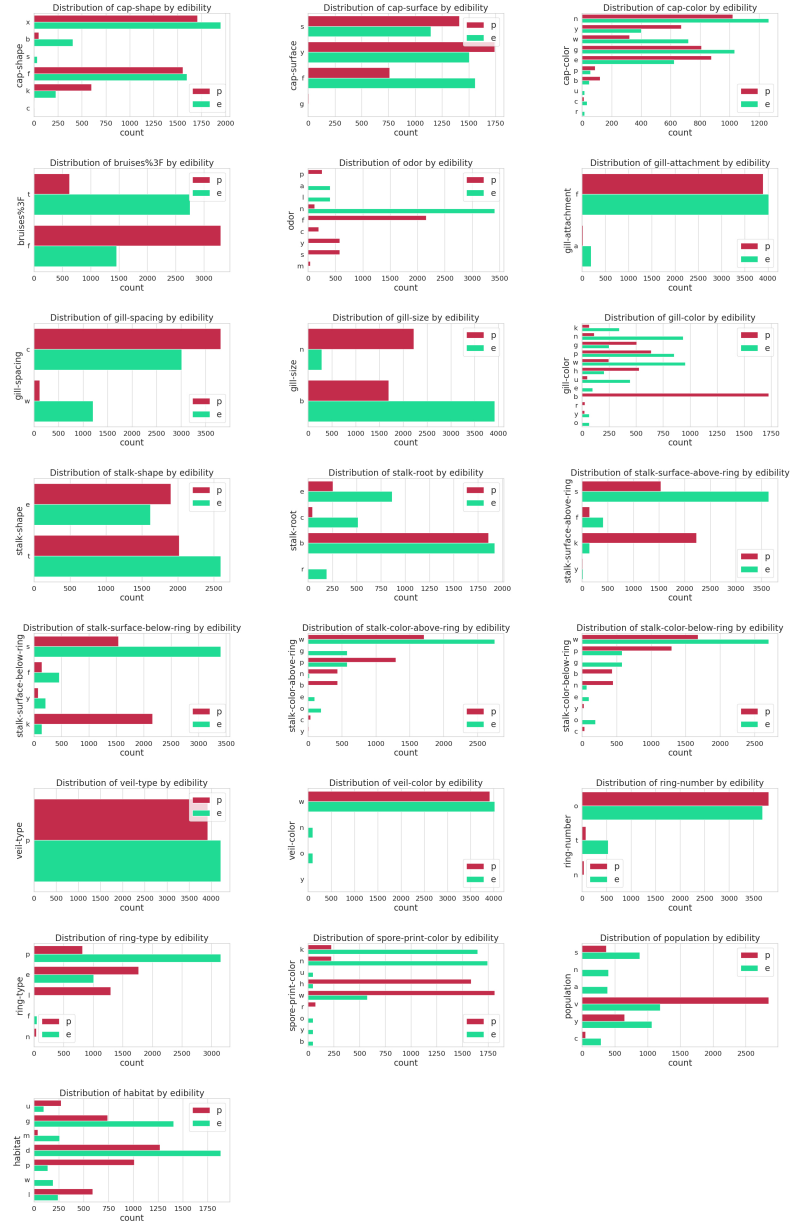 Distribution of cap-shape by edibility
cap-shape
x
b
s
f
k
c
p
e
0 250 500 750 1000 1250 1500 1750 2000
count
Distribution of cap-surface by edibility
cap-surface
s
y
f
g
p
e
0 250 500 750 1000 1250 1500 1750
count
Distribution of cap-color by edibility
cap-color
n
y
w
g
e
p
b
u
c
r
p
e
0 200 400 600 800 1000 1200
count
Distribution of bruises%3F by edibility
bruises%3F
t
f
p
e
0 500 1000 1500 2000 2500 3000
count
Distribution of odor by edibility
odor
p
a
l
n
f
c
y
s
m
p
e
0 500 1000 1500 2000 2500 3000 3500
count
Distribution of gill-attachment by edibility
gill-attachment
f
a
p
e
0 500 1000 1500 2000 2500 3000 3500 4000
count
Distribution of gill-spacing by edibility
gill-spacing
c
w
p
e
0 500 1000 1500 2000 2500 3000 3500
count
Distribution of gill-size by edibility
gill-size
n
b
p
e
0 500 1000 1500 2000 2500 3000 3500 4000
count
Distribution of gill-color by edibility
gill-color
k
n
g
p
w
h
u
e
b
r
y
o
p
e
0 250 500 750 1000 1250 1500 1750
count
Distribution of stalk-shape by edibility
stalk-shape
e
t
p
e
0 500 1000 1500 2000 2500
count
Distribution of stalk-root by edibility
stalk-root
e
c
b
r
p
e
0 250 500 750 1000 1250 1500 1750 2000
count
Distribution of stalk-surface-above-ring by edibility
stalk-surface-above-ring
s
f
k
y
p
e
0 500 1000 1500 2000 2500 3000 3500
count
Distribution of stalk-surface-below-ring by edibility
stalk-surface-below-ring
s
f
y
k
p
e
0 500 1000 1500 2000 2500 3000 3500
count
Distribution of stalk-color-above-ring by edibility
stalk-color-above-ring
w
g
p
n
b
e
o
c
y
p
e
0 500 1000 1500 2000 2500
count
Distribution of stalk-color-below-ring by edibility
stalk-color-below-ring
w
p
g
b
n
e
y
o
c
p
e
0 500 1000 1500 2000 2500
count
Distribution of veil-type by edibility
veil-type
p
p
e
0 500 1000 1500 2000 2500 3000 3500 4000
count
Distribution of veil-color by edibility
veil-color
w
n
o
y
p
e
0 500 1000 1500 2000 2500 3000 3500 4000
count
Distribution of ring-number by edibility
ring-number
o
t
n
p
e
0 500 1000 1500 2000 2500 3000 3500
count
Distribution of ring-type by edibility
ring-type
p
e
l
f
n
p
e
0 500 1000 1500 2000 2500 3000
count
Distribution of spore-print-color by edibility
spore-print-color
k
n
u
h
w
r
o
y
b
p
e
0 250 500 750 1000 1250 1500 1750
count
Distribution of population by edibility
population
s
n
a
v
y
c
p
e
0 500 1000 1500 2000 2500
count
Distribution of habitat by edibility
habitat
u
g
m
d
p
w
l
p
e
0 250 500 750 1000 1250 1500 1750
count